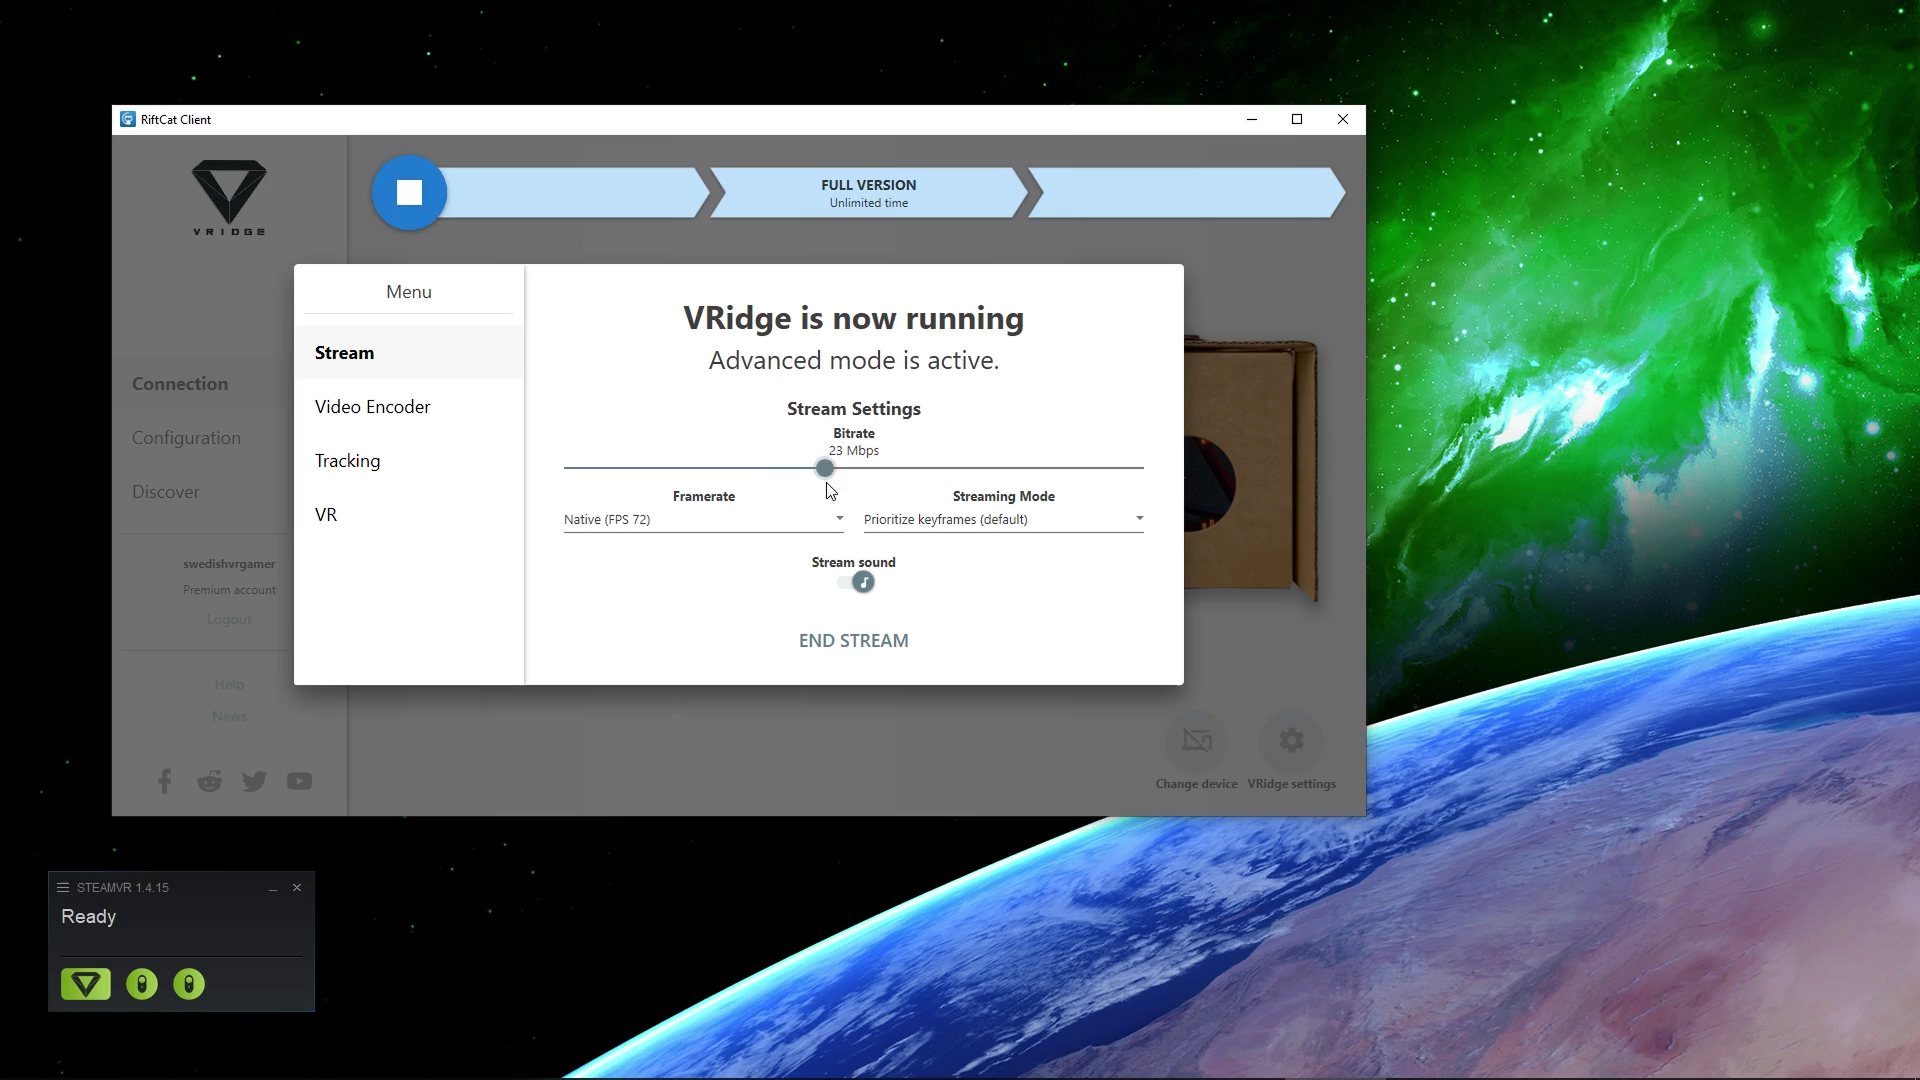 RiftCat Client
VRIDGE
FULL VERSION
Unlimited time
Connection
Configuration
Discover
swedishvrgamer
Premium account
Logout
Help
News
Menu
Stream
Video Encoder
Tracking
VR
VRidge is now running
Advanced mode is active.
Stream Settings
Bitrate
23 Mbps
Framerate
Streaming Mode
Native (FPS 72)
Prioritize keyframes (default)
Stream sound
END STREAM
Change device
VRidge settings
STEAMVR 1.4.15
Ready